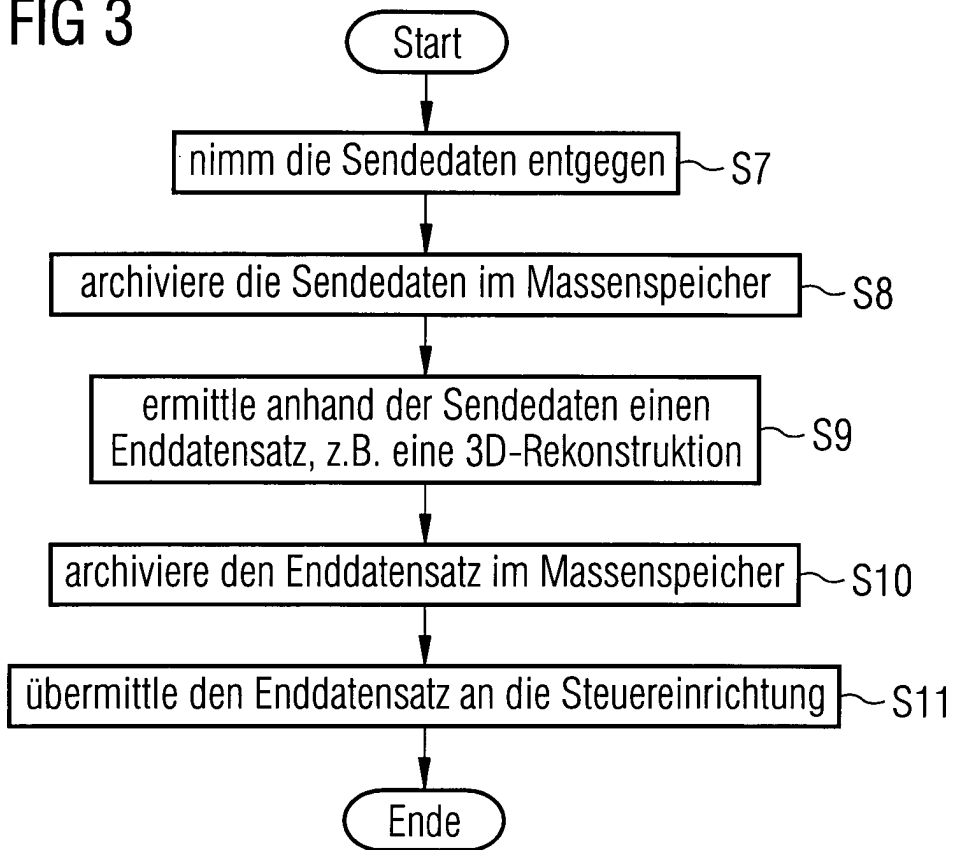 FIG 3
Start
nimm die Sendedaten entgegen
S7
archiviere die Sendedaten im Massenspeicher
S8
ermittle anhand der Sendedaten einen
Enddatensatz, z.B. eine 3D-Rekonstruktion
S9
archiviere den Enddatensatz im Massenspeicher
S10
übermittle den Enddatensatz an die Steuereinrichtung
S11
Ende